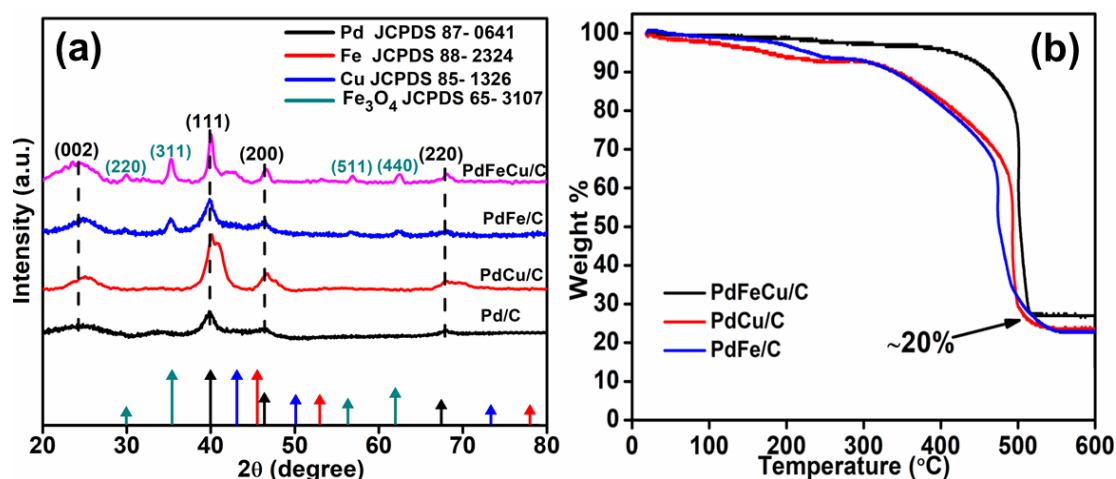 (a)
Pd JCPDS 87- 0641
Fe JCPDS 88- 2324
Cu JCPDS 85- 1326
Fe₃O₄ JCPDS 65- 3107
(002)
(220)
(311)
(111)
(200)
(511)
(440)
(220)
PdFeCu/C
PdFe/C
PdCu/C
Pd/C
Intensity (a.u.)
20 30 40 50 60 70 80
2θ (degree)
(b)
100
90
80
70
60
50
40
30
20
10
0
Weight %
PdFeCu/C
PdCu/C
PdFe/C
~20%
0 100 200 300 400 500 600
Temperature (°C)